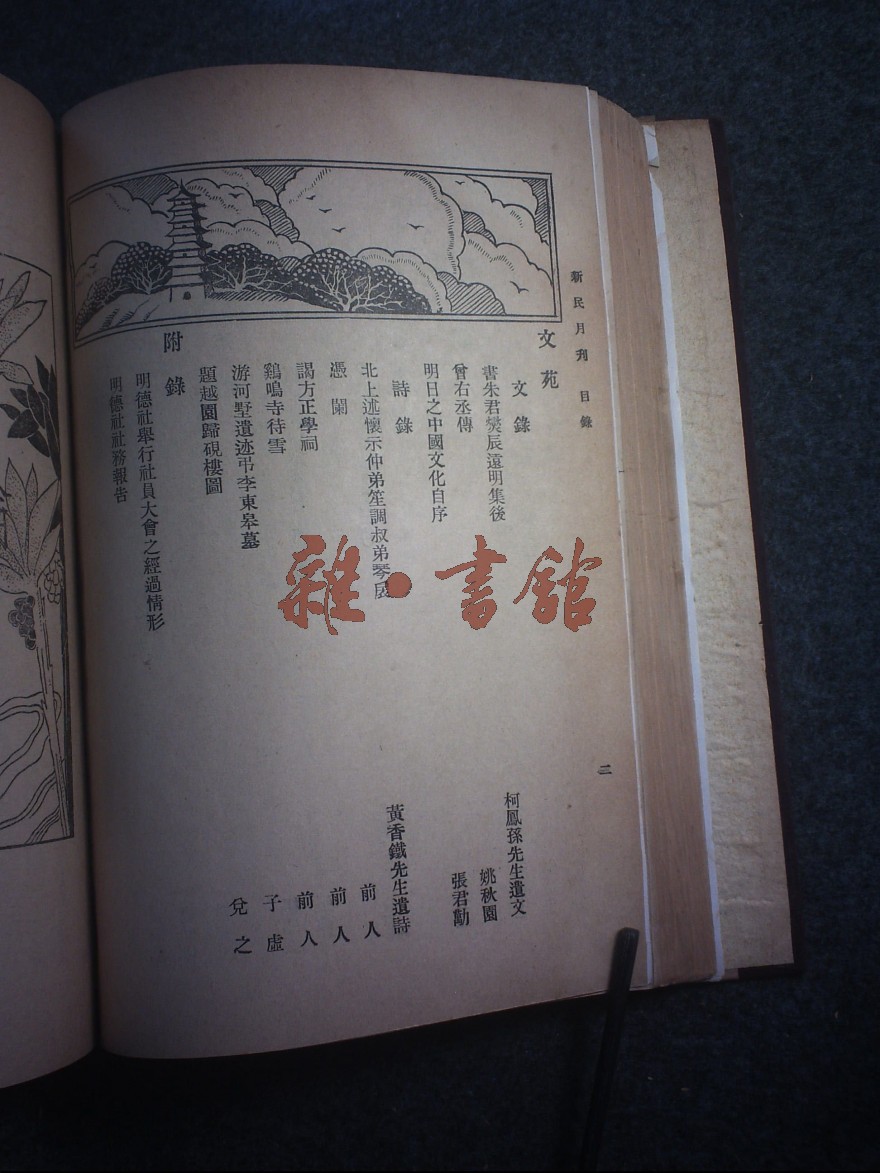 新民月刊 目錄
二
文苑
文錄
書朱君燮辰遠明集後 柯鳳孫先生遺文
曾右丞傳 姚秋園
明日之中國文化自序 張君勱
詩錄
北上述懷示仲弟笙調叔弟琴 黃香鐵先生遺詩
憑闌 前人
謁方正學祠 前人
鷄鳴寺待雪 前人
游河墅遺迹弔李東皋墓 子虛
題越園歸硯樓圖 兌之
附錄
明德社舉行社員大會之經過情形
明德社社務報告
雜·書館